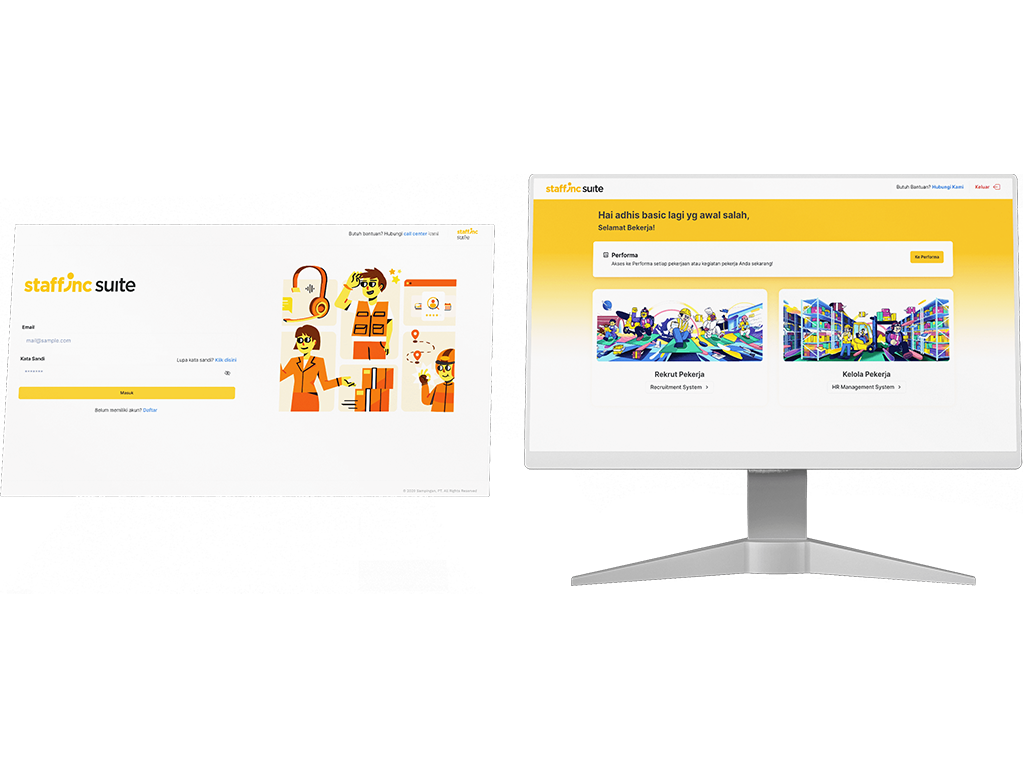 Butuh bantuan? Hubungi call center kami
staffinc suite
staffinc suite
Email
mail@sample.com
Kata Sandi
Lupa kata sandi? Klik disini
••••••••
Masuk
Belum memiliki akun? Daftar
© 2020 Sampingan, PT. All Rights Reserved
staffinc suite
Butuh Bantuan? Hubungi Kami
Keluar
Hai adhis basic lagi yg awal salah,
Selamat Bekerja!
Performa
Akses ke Performa setiap pekerjaan atau kegiatan pekerja Anda sekarang!
Ke Performa
Rekrut Pekerja
Recruitment System >
Kelola Pekerja
HR Management System >